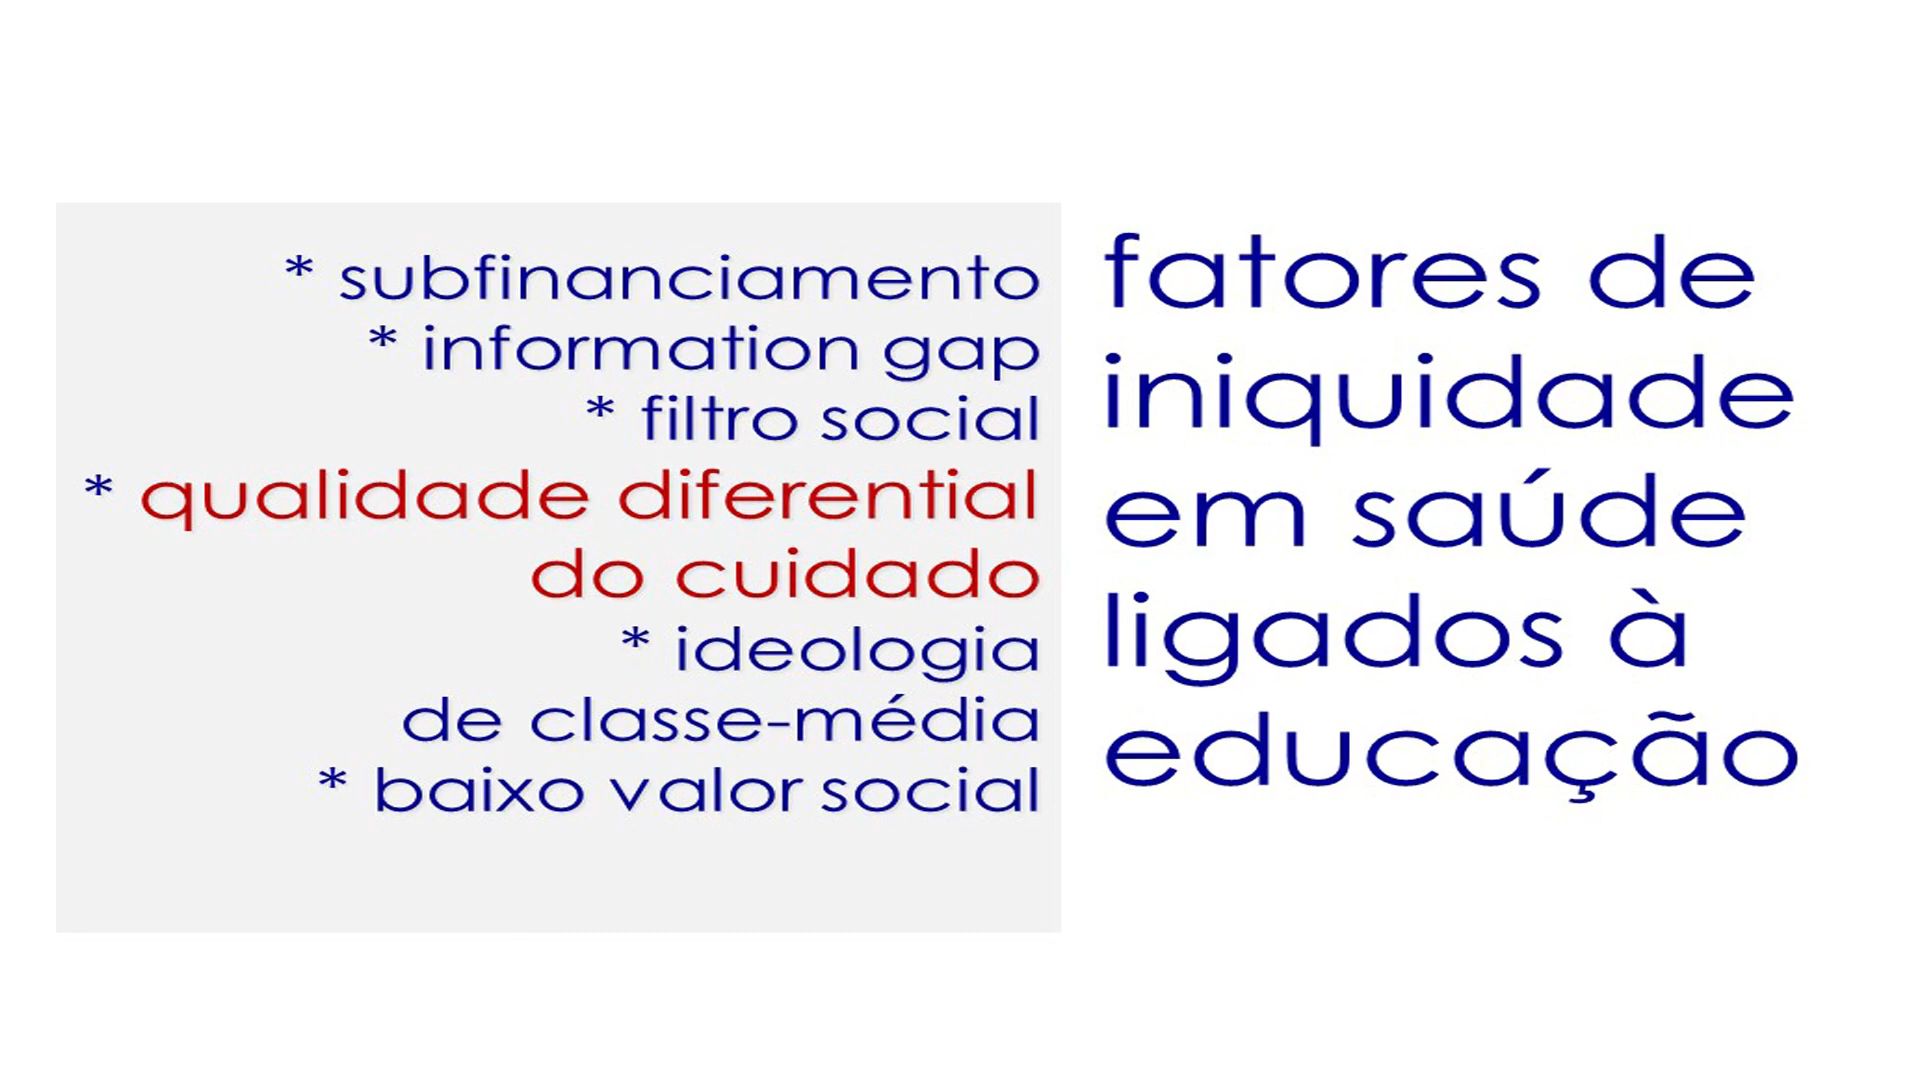 * subfinanciamento
* information gap
* filtro social
* qualidade diferential
do cuidado
* ideologia
de classe-média
* baixo valor social
fatores de
iniquidade
em saúde
ligados à
educação